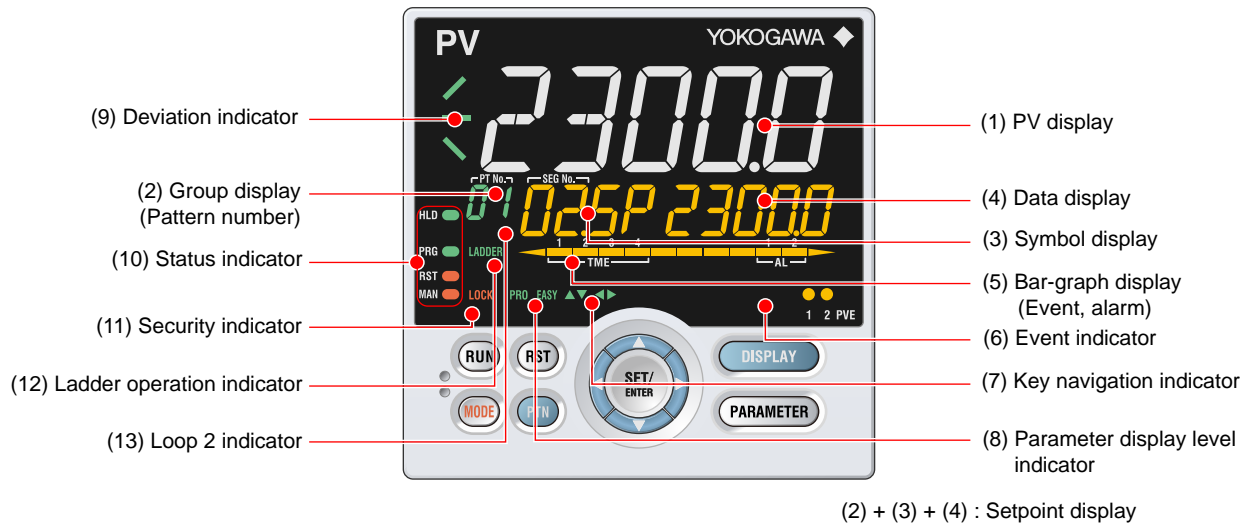 PV
YOKOGAWA
2300.0
(9) Deviation indicator
(1) PV display
PT No.
SEG No.
(2) Group display
(Pattern number)
01
02.SP
2300.0
(4) Data display
HLD
(3) Symbol display
1 2 3 4
1 2
PRG
LADDER
(10) Status indicator
TME
AL
(5) Bar-graph display
(Event, alarm)
RST
MAN
LOCK
PRO
EASY
(11) Security indicator
1 2 PVE
(6) Event indicator
RUN
RST
DISPLAY
(12) Ladder operation indicator
SET/
ENTER
(7) Key navigation indicator
MODE
PTN
PARAMETER
(13) Loop 2 indicator
(8) Parameter display level
indicator
(2) + (3) + (4) : Setpoint display